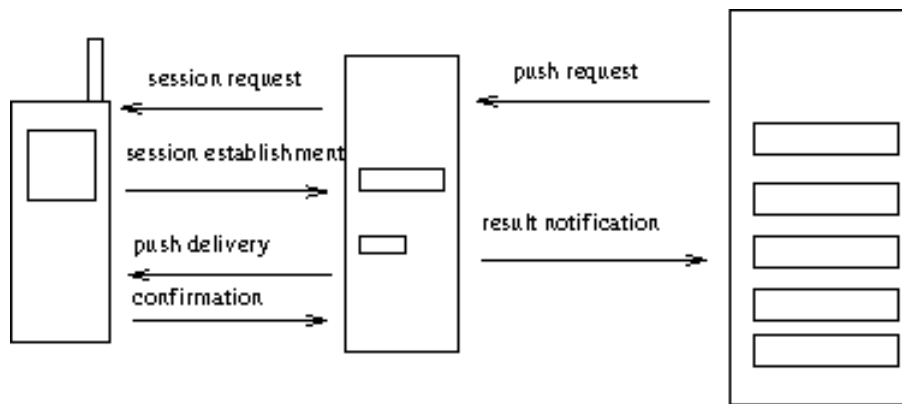 session request
push request
session establishment
result notification
push delivery
confirmation